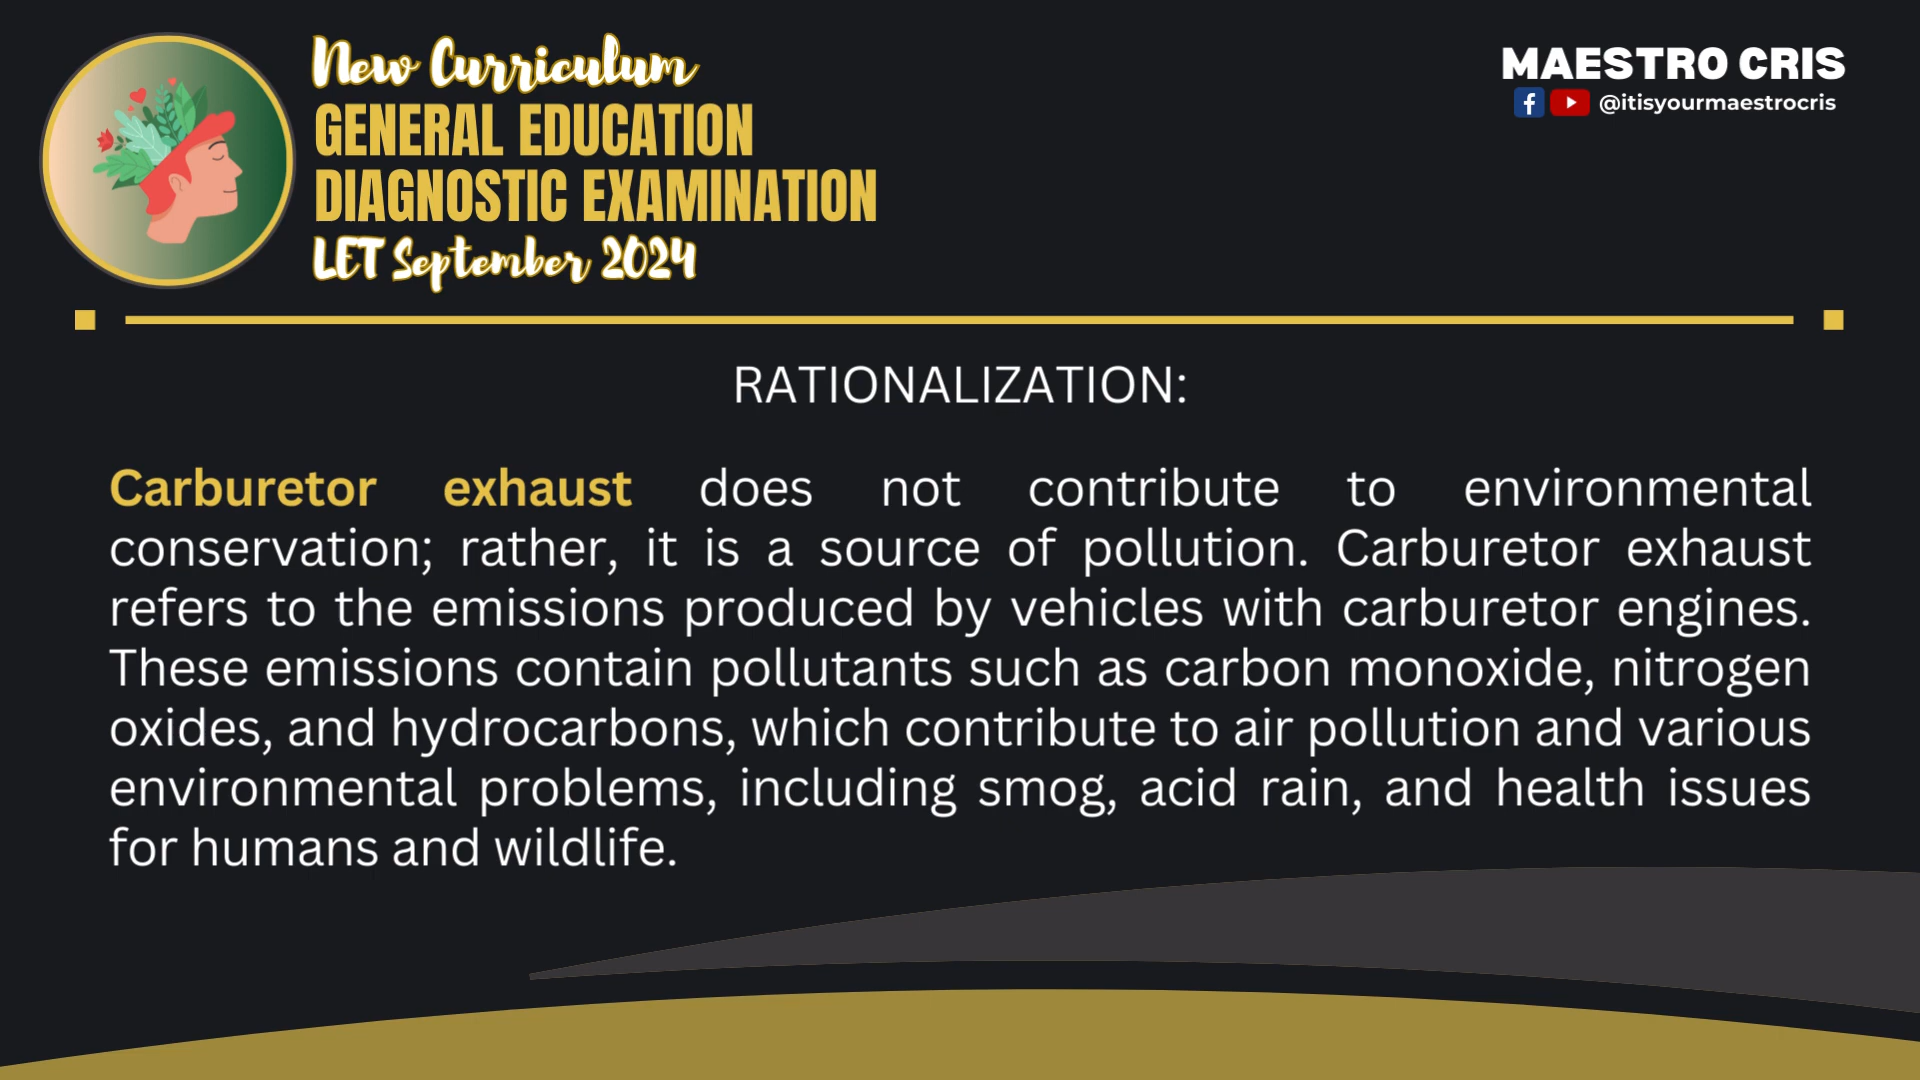 New Curriculum
GENERAL EDUCATION
DIAGNOSTIC EXAMINATION
LET September 2024
MAESTRO CRIS
@itisyourmaestrocris
RATIONALIZATION:
Carburetor exhaust does not contribute to environmental
conservation; rather, it is a source of pollution. Carburetor exhaust
refers to the emissions produced by vehicles with carburetor engines.
These emissions contain pollutants such as carbon monoxide, nitrogen
oxides, and hydrocarbons, which contribute to air pollution and various
environmental problems, including smog, acid rain, and health issues
for humans and wildlife.